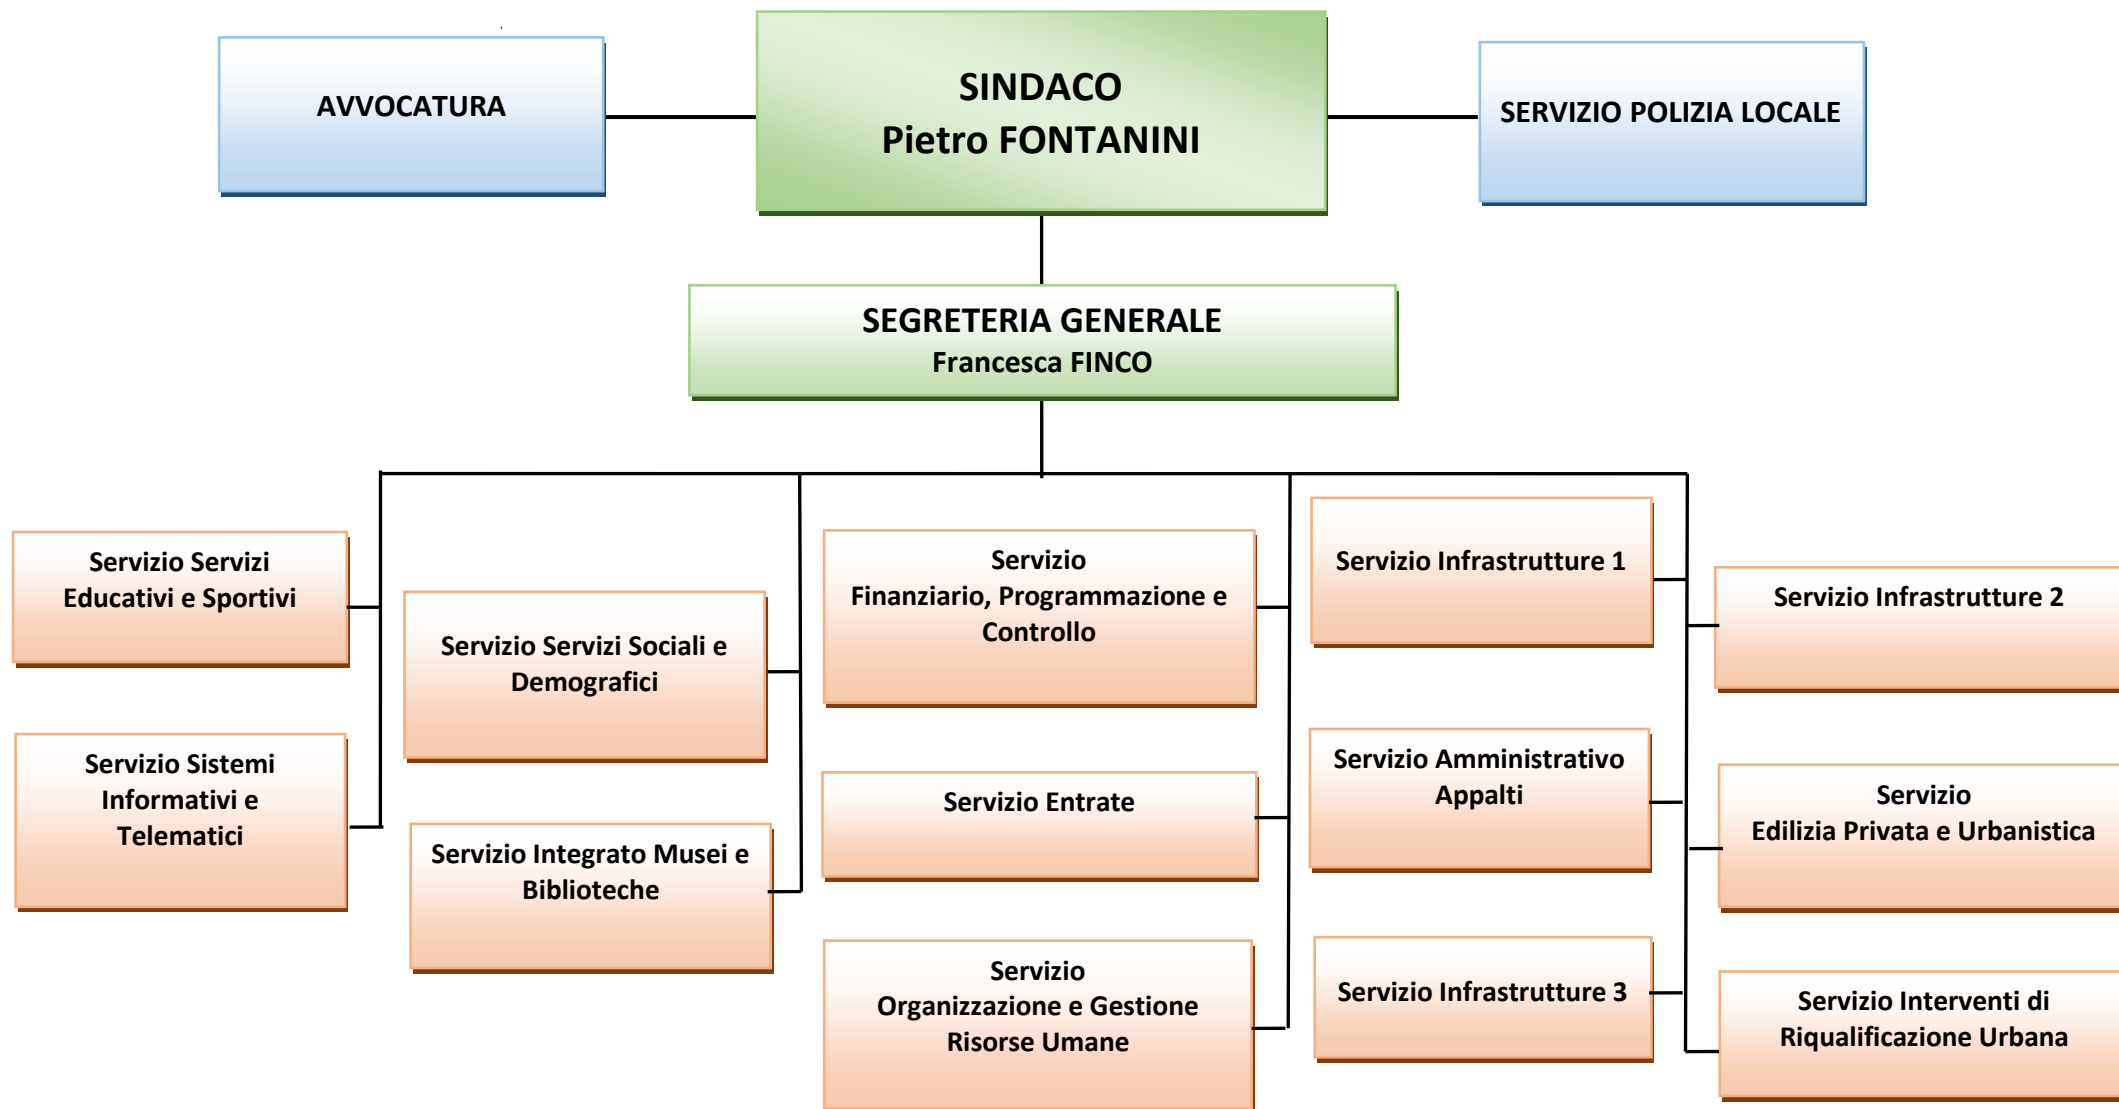 AVVOCATURA
SINDACO
Pietro FONTANINI
SERVIZIO POLIZIA LOCALE
SEGRETERIA GENERALE
Francesca FINCO
Servizio Servizi
Educativi e Sportivi
Servizio Sistemi
Informativi e
Telematici
Servizio Servizi Sociali e
Demografici
Servizio Integrato Musei e
Biblioteche
Servizio
Finanziario, Programmazione e
Controllo
Servizio Entrate
Servizio
Organizzazione e Gestione
Risorse Umane
Servizio Infrastrutture 1
Servizio Amministrativo
Appalti
Servizio Infrastrutture 3
Servizio Infrastrutture 2
Servizio
Edilizia Privata e Urbanistica
Servizio Interventi di
Riqualificazione Urbana